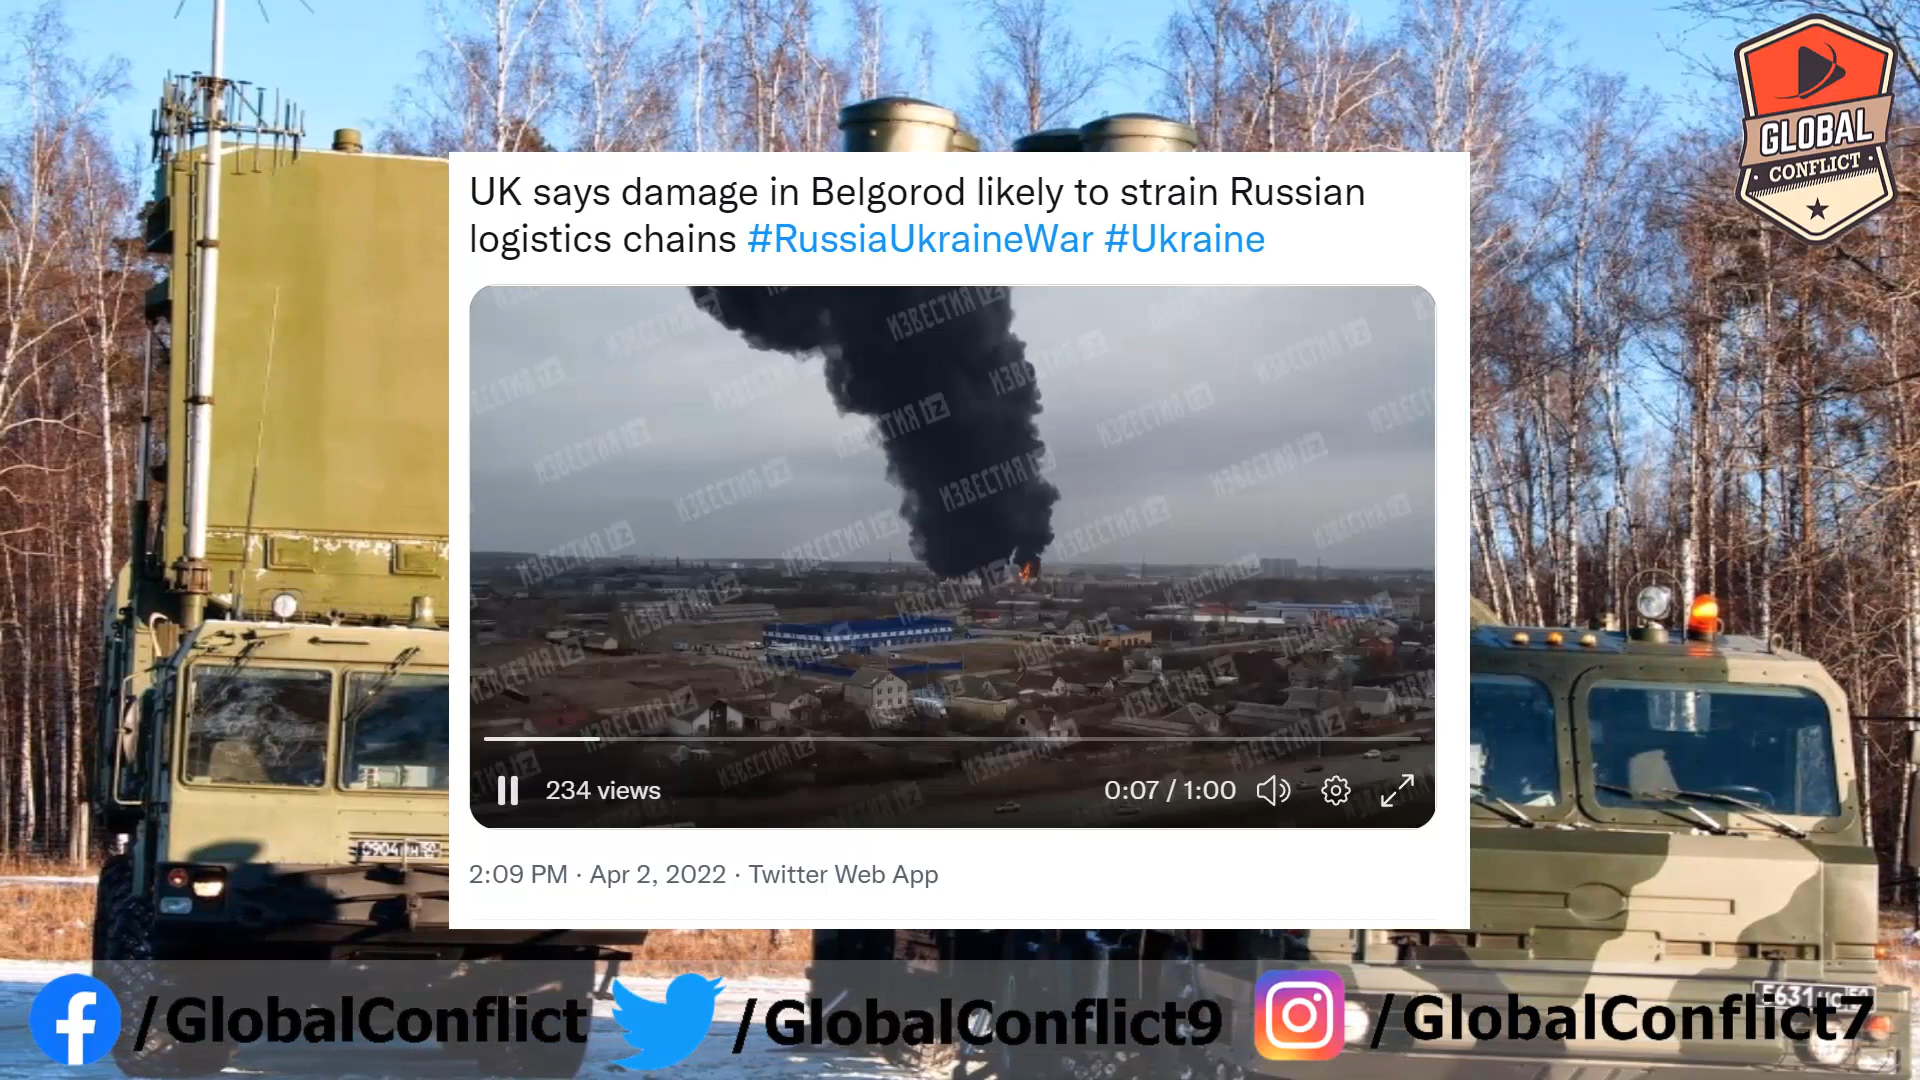 GLOBAL
CONFLICT
UK says damage in Belgorod likely to strain Russian
logistics chains #RussiaUkraineWar #Ukraine
ИЗВЕСТИЯ IZ
234 views
0:07 / 1:00
2:09 PM · Apr 2, 2022 · Twitter Web App
/GlobalConflict
/GlobalConflict9
/GlobalConflict7